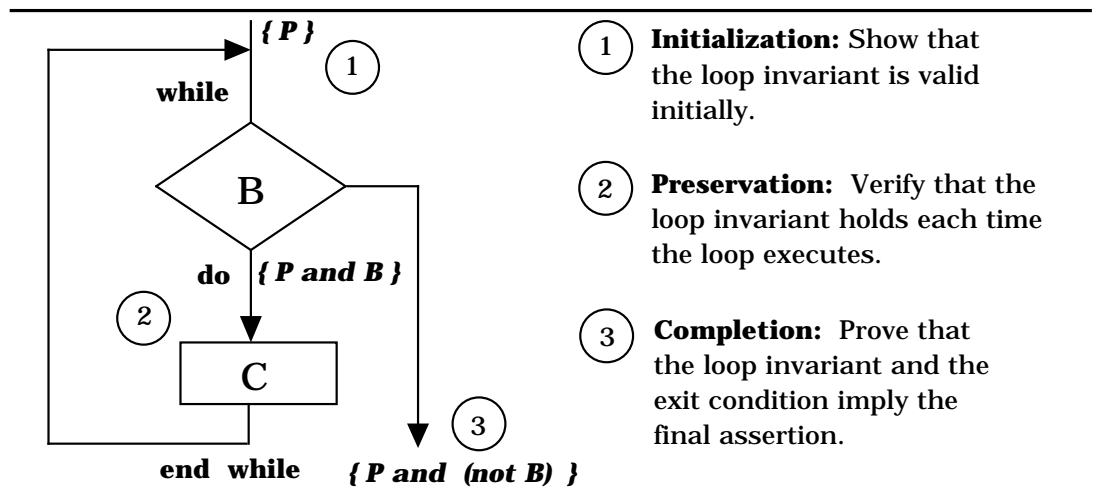 { P }
1
while
B
do { P and B }
2
C
3
end while
{ P and (not B) }
1 Initialization: Show that
the loop invariant is valid
initially.
2 Preservation: Verify that the
loop invariant holds each time
the loop executes.
3 Completion: Prove that
the loop invariant and the
exit condition imply the
final assertion.